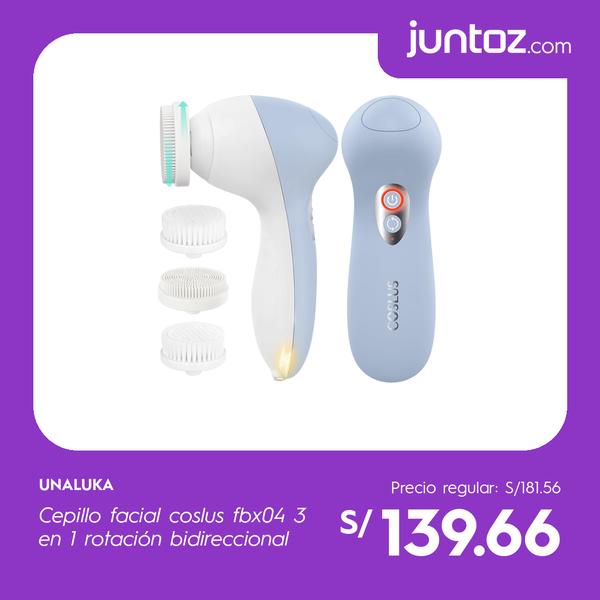 juntoz.com
COSLUS
UNALUKA
Cepillo facial coslus fbx04 3
en 1 rotación bidireccional
Precio regular: S/181.56
S/139.66